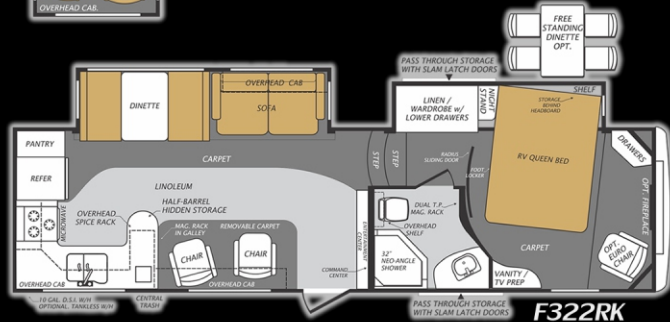 OVERHEAD CAB.
FREE
STANDING
DINETTE
OPT.
PASS THROUGH STORAGE
WITH SLAM LATCH DOORS
OVERHEAD CAB
DINETTE
SOFA
LINEN /
WARDROBE w/
LOWER DRAWERS
NIGHT
STAND
SHELF
STORAGE
BEHIND
HEADBOARD
PANTRY
REFER
CARPET
STEP
STEP
RADIUS
SLIDING DOOR
FOOT
LOCKER
RV QUEEN BED
DRAWERS
OPT. FIREPLACE
LINOLEUM
HALF-BARREL
HIDDEN STORAGE
MICROWAVE
OVERHEAD
SPICE RACK
MAG. RACK
IN GALLEY
REMOVABLE CARPET
CHAIR
CHAIR
ENTERTAINMENT
CENTER
COMMAND
CENTER
DUAL T.P./
MAG. RACK
OVERHEAD
SHELF
32"
NEO-ANGLE
SHOWER
CARPET
OPT.
EURO
CHAIR
VANITY /
TV PREP
OVERHEAD CAB
OVERHEAD CAB
10 GAL. D.S.I. W/H
OPTIONAL: TANKLESS W/H
CENTRAL
TRASH
PASS THROUGH STORAGE
WITH SLAM LATCH DOORS
F322RK